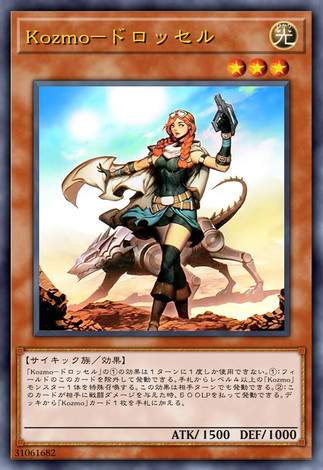 Kozmo－ドロッセル
光
【サイキック族／効果】
「Kozmo－ドロッセル」の①の効果は１ターンに１度しか使用できない。①：フィ
ールドのこのカードを除外して発動できる。手札からレベル４以上の「Kozmo」
モンスター１体を特殊召喚する。この効果は相手ターンでも発動できる。②：こ
のカードが相手に戦闘ダメージを与えた時、５００LPを払って発動できる。デ
ッキから「Kozmo」カード１枚を手札に加える。
ATK/ 1500 DEF/1000
31061682